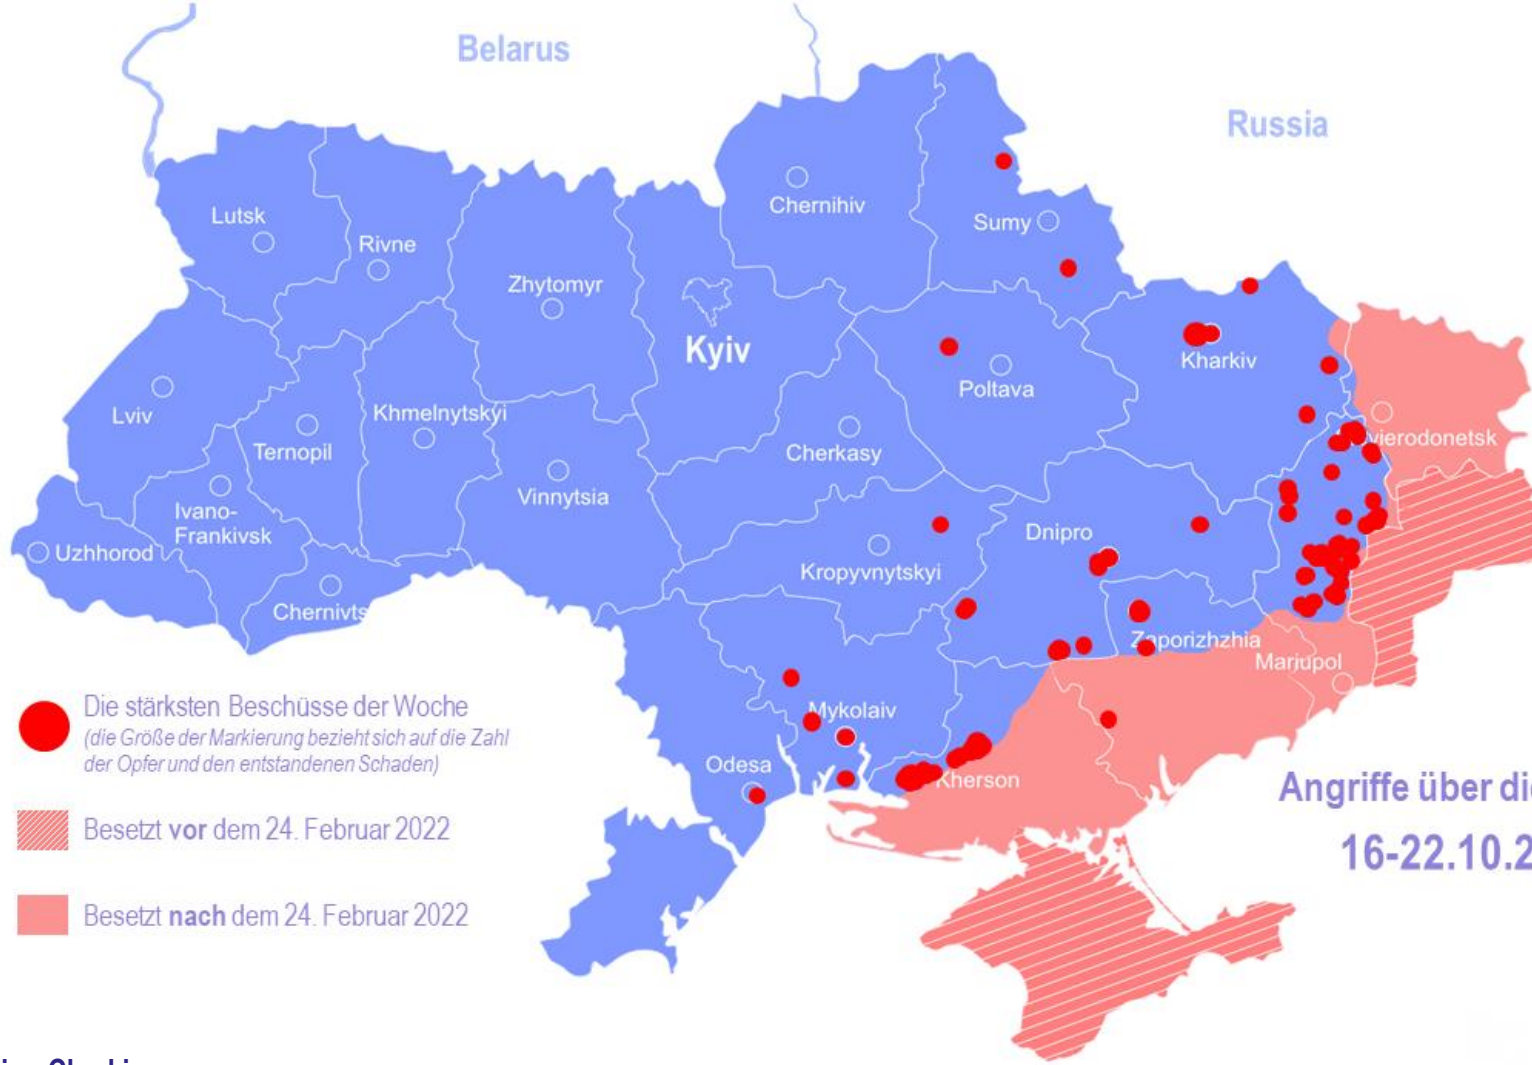 Belarus
Russia
Chernihiv
Lutsk
Sumy
Rivne
Zhytomyr
Kyiv
Kharkiv
Poltava
Lviv
Khmelnytskyi
vierodonetsk
Ternopil
Cherkasy
Vinnytsia
Ivano-
Frankivsk
Dnipro
Uzhhorod
Kropyvnytskyi
Chernivts
Zaporizhzhia
Mariupol
Mykolaiv
Odesa
Kherson
Die stärksten Beschüsse der Woche
(die Größe der Markierung bezieht sich auf die Zahl
der Opfer und den entstandenen Schaden)
Besetzt vor dem 24. Februar 2022
Besetzt nach dem 24. Februar 2022
Angriffe über di
16-22.10.2